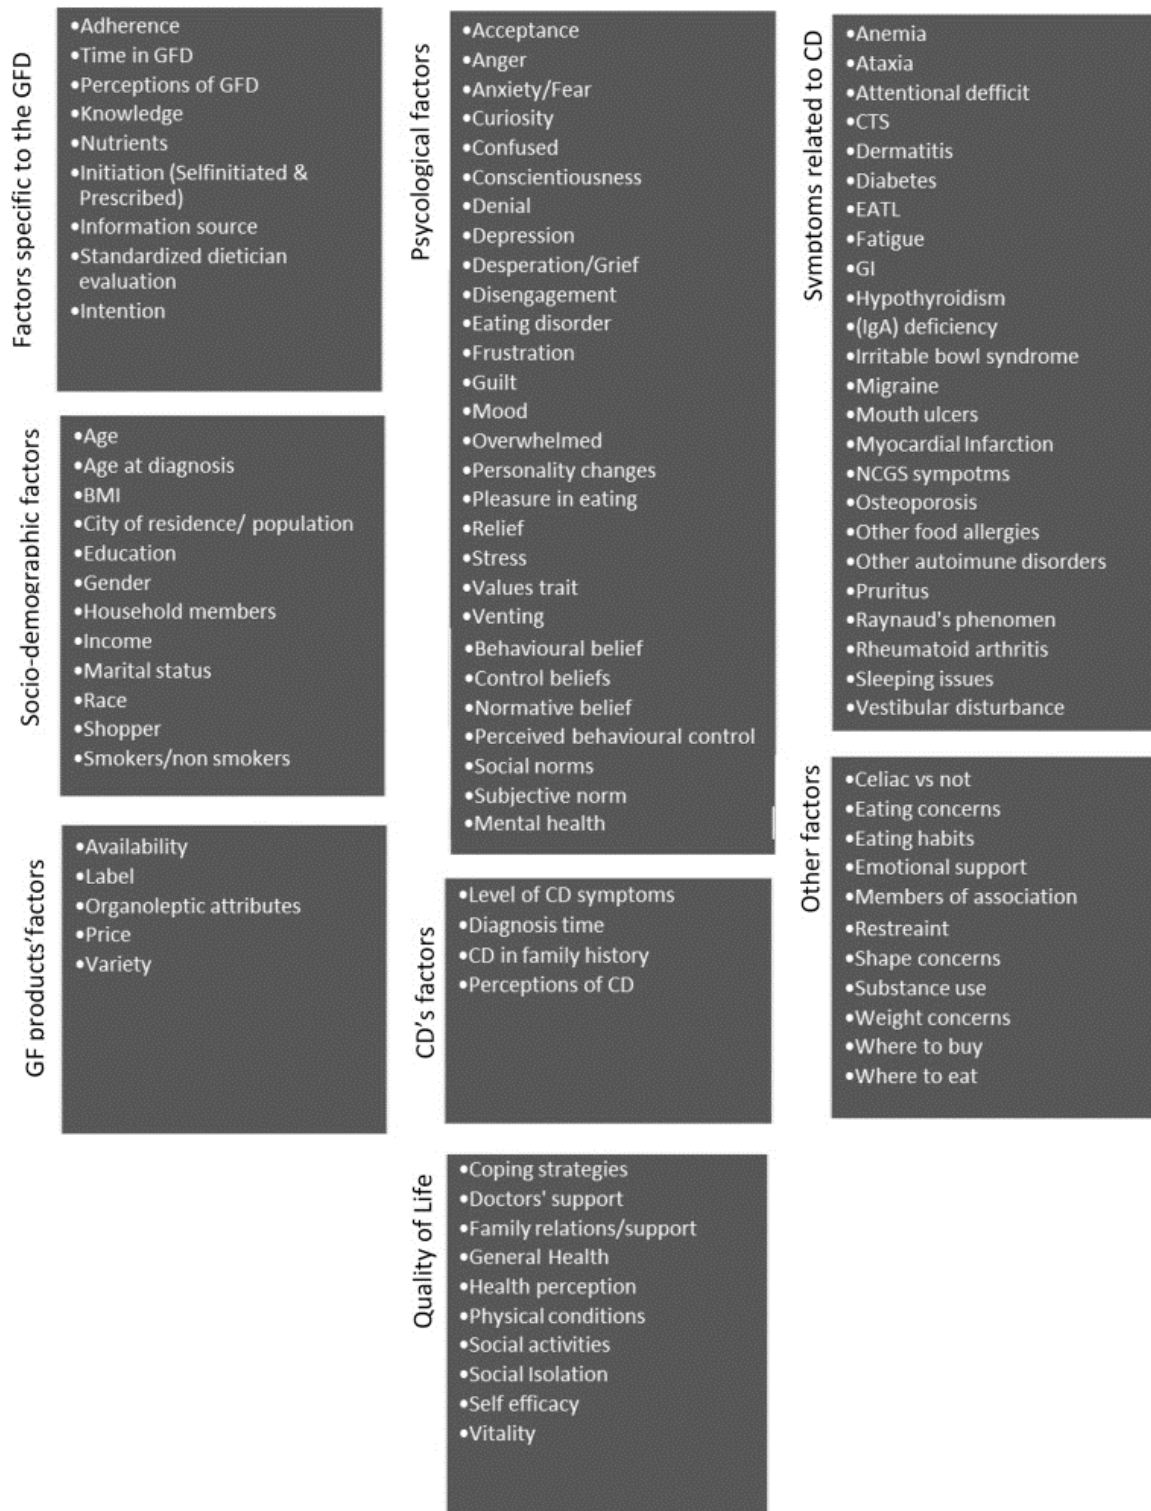 Factors specific to the GFD
•Adherence
•Time in GFD
•Perceptions of GFD
•Knowledge
•Nutrients
•Initiation (Selfinitiated &
Prescribed)
•Information source
•Standardized dietician
evaluation
•Intention
Socio-demographic factors
•Age
•Age at diagnosis
•BMI
•City of residence/ population
•Education
•Gender
•Household members
•Income
•Marital status
•Race
•Shopper
•Smokers/non smokers
GF products'factors
•Availability
•Label
•Organoleptic attributes
•Price
•Variety
Psycological factors
•Acceptance
•Anger
•Anxiety/Fear
•Curiosity
•Confused
•Conscientiousness
•Denial
•Depression
•Desperation/Grief
•Disengagement
•Eating disorder
•Frustration
•Guilt
•Mood
•Overwhelmed
•Personality changes
•Pleasure in eating
•Relief
•Stress
•Values trait
•Venting
•Behavioural belief
•Control beliefs
•Normative belief
•Perceived behavioural control
•Social norms
•Subjective norm
•Mental health
CD's factors
•Level of CD symptoms
•Diagnosis time
•CD in family history
•Perceptions of CD
Quality of Life
•Coping strategies
•Doctors' support
•Family relations/support
•General Health
•Health perception
•Physical conditions
•Social activities
•Social Isolation
•Self efficacy
•Vitality
Symptoms related to CD
•Anemia
•Ataxia
•Attentional defficit
•CTS
•Dermatitis
•Diabetes
•EATL
•Fatigue
•GI
•Hypothyroidism
•(IgA) deficiency
•Irritable bowl syndrome
•Migraine
•Mouth ulcers
•Myocardial Infarction
•NCGS sympotms
•Osteoporosis
•Other food allergies
•Other autoimune disorders
•Pruritus
•Raynaud's phenomen
•Rheumatoid arthritis
•Sleeping issues
•Vestibular disturbance
Other factors
•Celiac vs not
•Eating concerns
•Eating habits
•Emotional support
•Members of association
•Restreaint
•Shape concerns
•Substance use
•Weight concerns
•Where to buy
•Where to eat